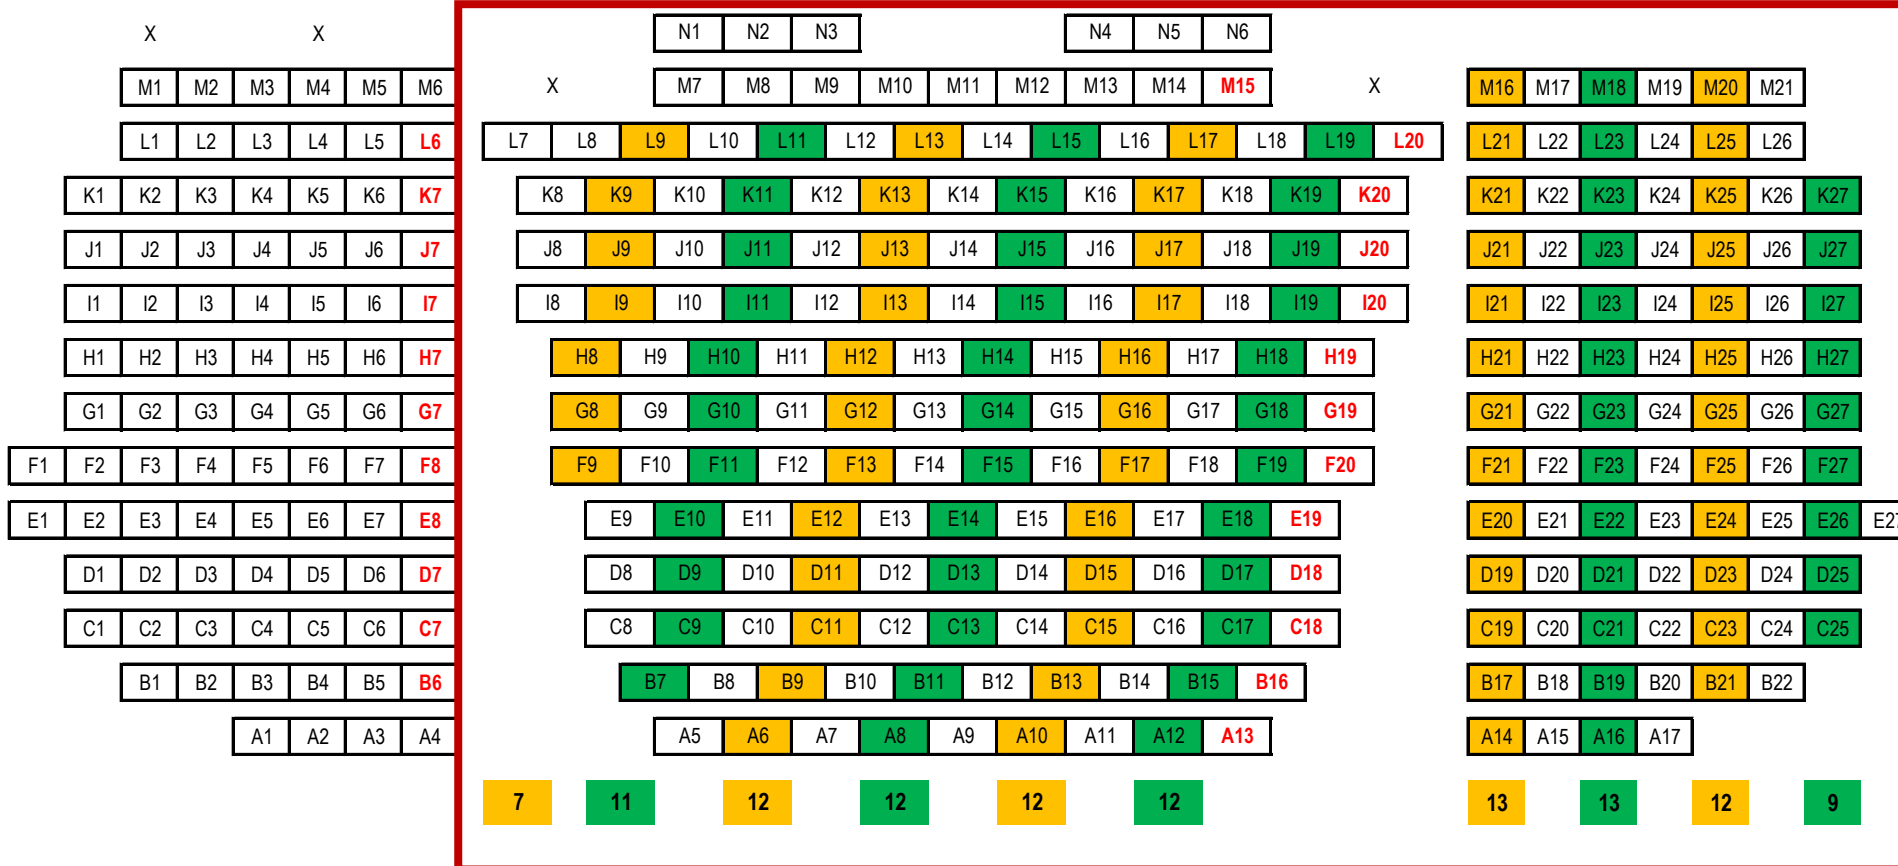 X X N1 N2 N3 N4 N5 N6
M1 M2 M3 M4 M5 M6 X M7 M8 M9 M10 M11 M12 M13 M14 M15 X M16 M17 M18 M19 M20 M21
L1 L2 L3 L4 L5 L6 L7 L8 L9 L10 L11 L12 L13 L14 L15 L16 L17 L18 L19 L20 L21 L22 L23 L24 L25 L26
K1 K2 K3 K4 K5 K6 K7 K8 K9 K10 K11 K12 K13 K14 K15 K16 K17 K18 K19 K20 K21 K22 K23 K24 K25 K26 K27
J1 J2 J3 J4 J5 J6 J7 J8 J9 J10 J11 J12 J13 J14 J15 J16 J17 J18 J19 J20 J21 J22 J23 J24 J25 J26 J27
I1 I2 I3 I4 I5 I6 I7 I8 I9 I10 I11 I12 I13 I14 I15 I16 I17 I18 I19 I20 I21 I22 I23 I24 I25 I26 I27
H1 H2 H3 H4 H5 H6 H7 H8 H9 H10 H11 H12 H13 H14 H15 H16 H17 H18 H19 H21 H22 H23 H24 H25 H26 H27
G1 G2 G3 G4 G5 G6 G7 G8 G9 G10 G11 G12 G13 G14 G15 G16 G17 G18 G19 G21 G22 G23 G24 G25 G26 G27
F1 F2 F3 F4 F5 F6 F7 F8 F9 F10 F11 F12 F13 F14 F15 F16 F17 F18 F19 F20 F21 F22 F23 F24 F25 F26 F27
E1 E2 E3 E4 E5 E6 E7 E8 E9 E10 E11 E12 E13 E14 E15 E16 E17 E18 E19 E20 E21 E22 E23 E24 E25 E26 E27
D1 D2 D3 D4 D5 D6 D7 D8 D9 D10 D11 D12 D13 D14 D15 D16 D17 D18 D19 D20 D21 D22 D23 D24 D25
C1 C2 C3 C4 C5 C6 C7 C8 C9 C10 C11 C12 C13 C14 C15 C16 C17 C18 C19 C20 C21 C22 C23 C24 C25
B1 B2 B3 B4 B5 B6 B7 B8 B9 B10 B11 B12 B13 B14 B15 B16 B17 B18 B19 B20 B21 B22
A1 A2 A3 A4 A5 A6 A7 A8 A9 A10 A11 A12 A13 A14 A15 A16 A17
7 11 12 12 12 12 13 13 12 9